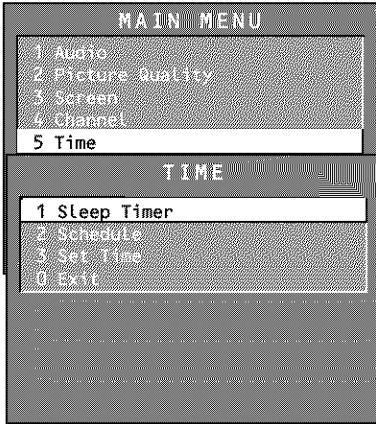 MAIN MENU
1 Audio
2 Picture Quality
3 Screen
4 Channel
5 Time
TIME
1 Sleep Timer
2 Schedule
3 Set Time
0 Exit